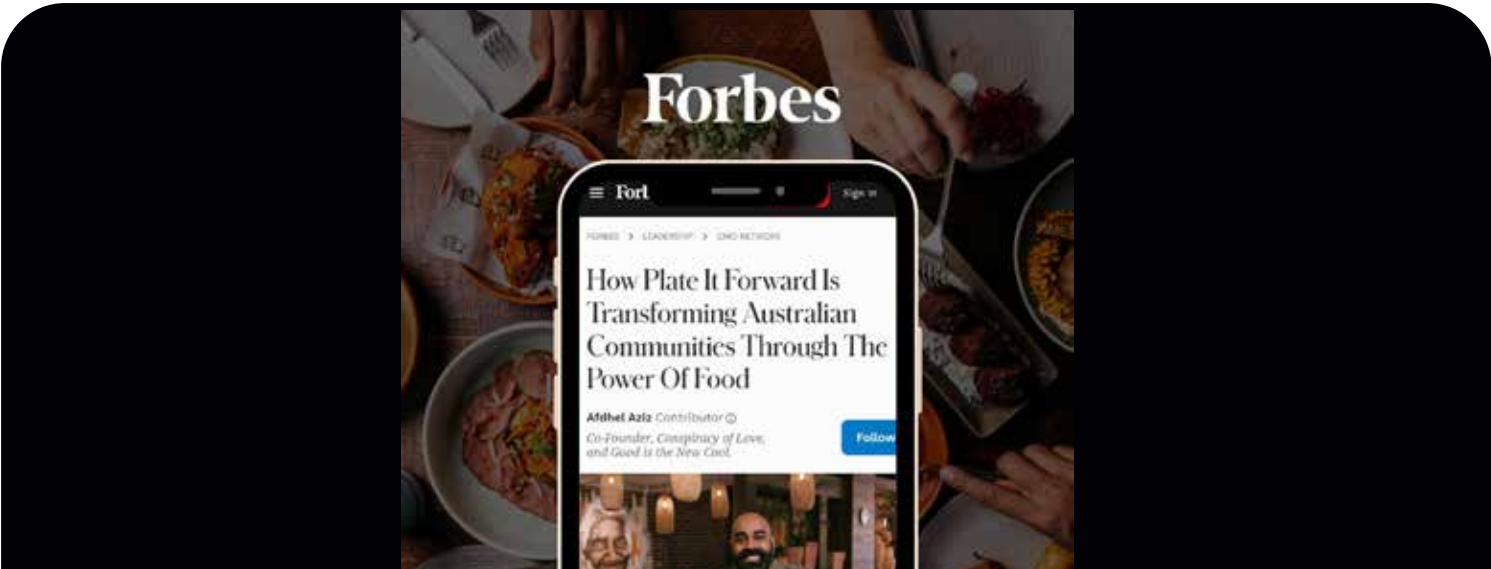 Forbes
Forl
Sign In
FORBES > LEADERSHIP > CMO NETWORK
How Plate It Forward Is
Transforming Australian
Communities Through The
Power Of Food
Afdhel Aziz Contributor
Co-Founder, Conspiracy of Love,
and Good is the New Cool.
Follow